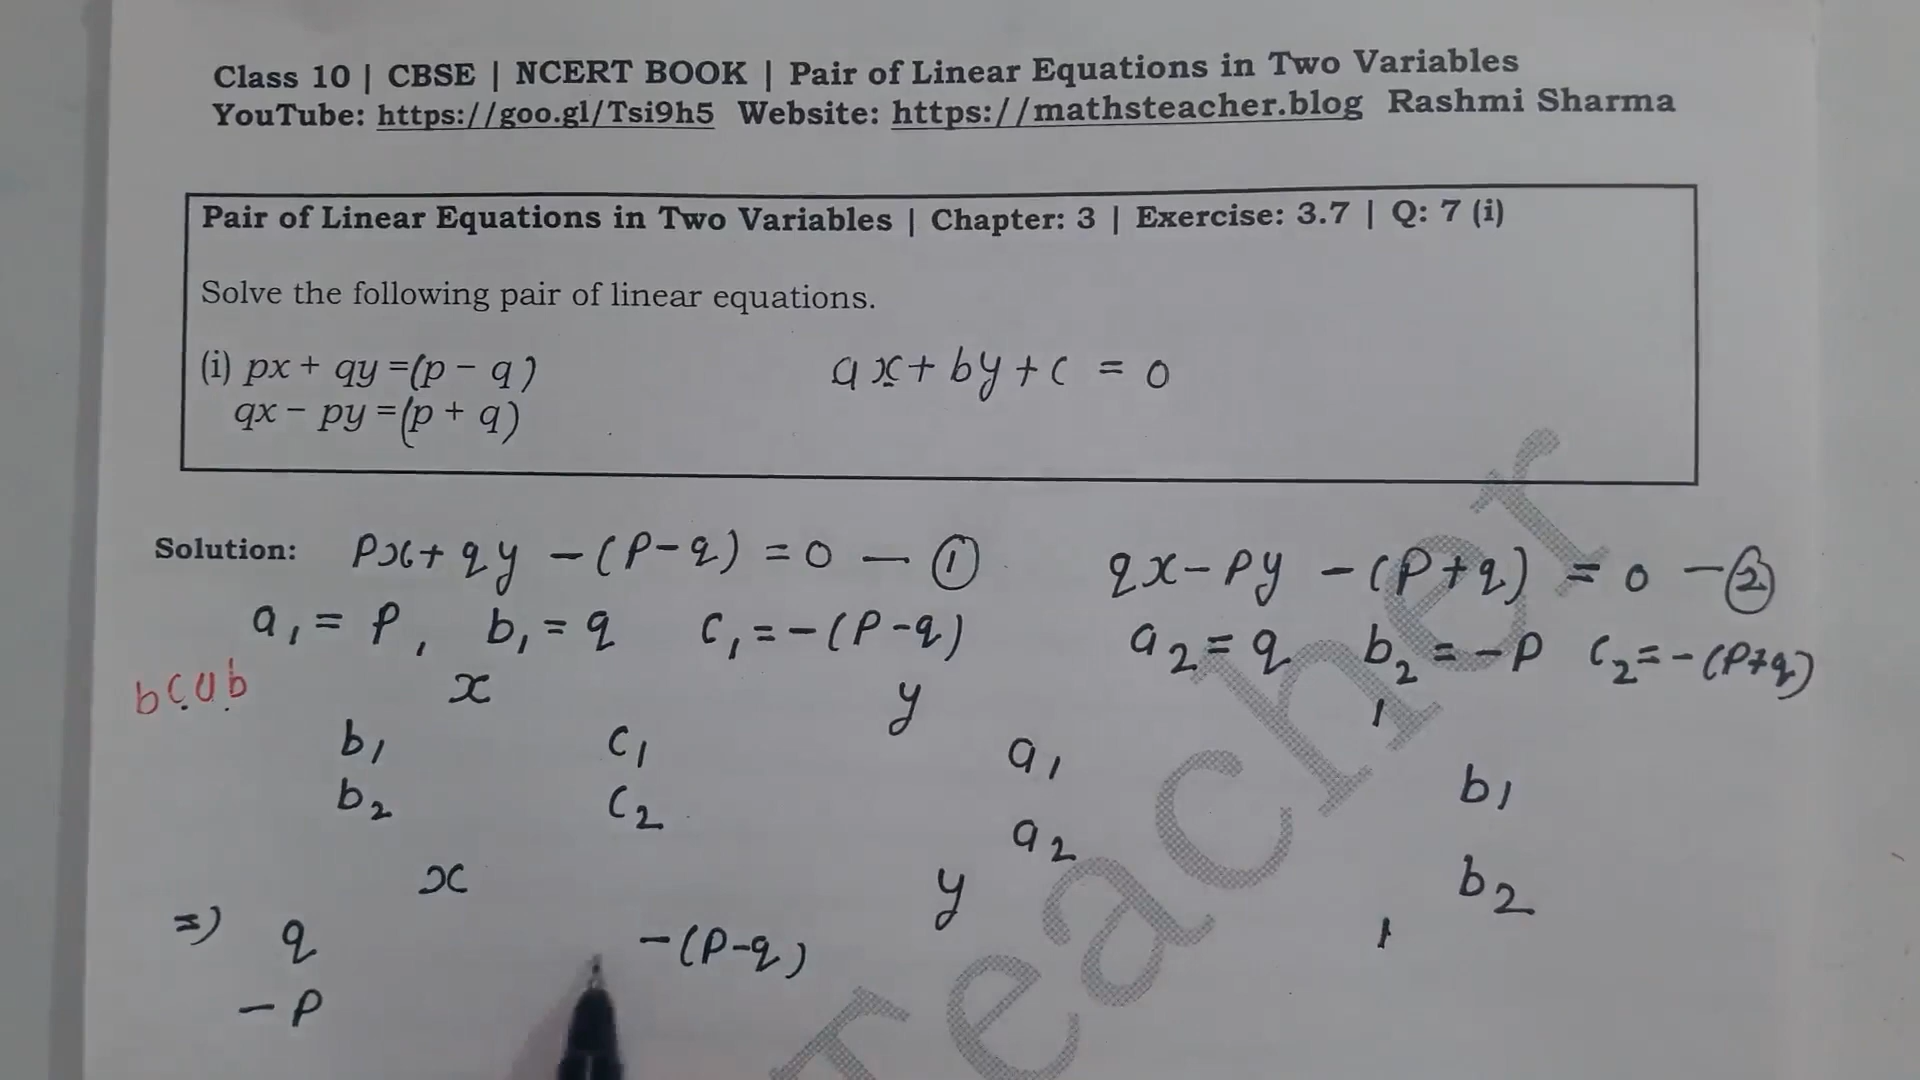 Class 10 | CBSE | NCERT BOOK | Pair of Linear Equations in Two Variables
YouTube: https://goo.gl/Tsi9h5 Website: https://mathsteacher.blog Rashmi Sharma
Pair of Linear Equations in Two Variables | Chapter: 3 | Exercise: 3.7 | Q: 7 (i)
Solve the following pair of linear equations.
(i) px + qy =(p − q) ax + by + c = 0
qx − py =(p + q)
Solution: px + qy − (p−q) = 0 — ① qx − py − (p+q) = 0 — ②
a₁ = p, b₁ = q c₁ = −(p−q) a₂ = q b₂ = −p c₂ = −(p+q)
bcab x y 1
b₁ c₁ a₁ b₁
b₂ c₂ a₂ b₂
x y 1
⇒ q −(p−q)
−p
Teacher